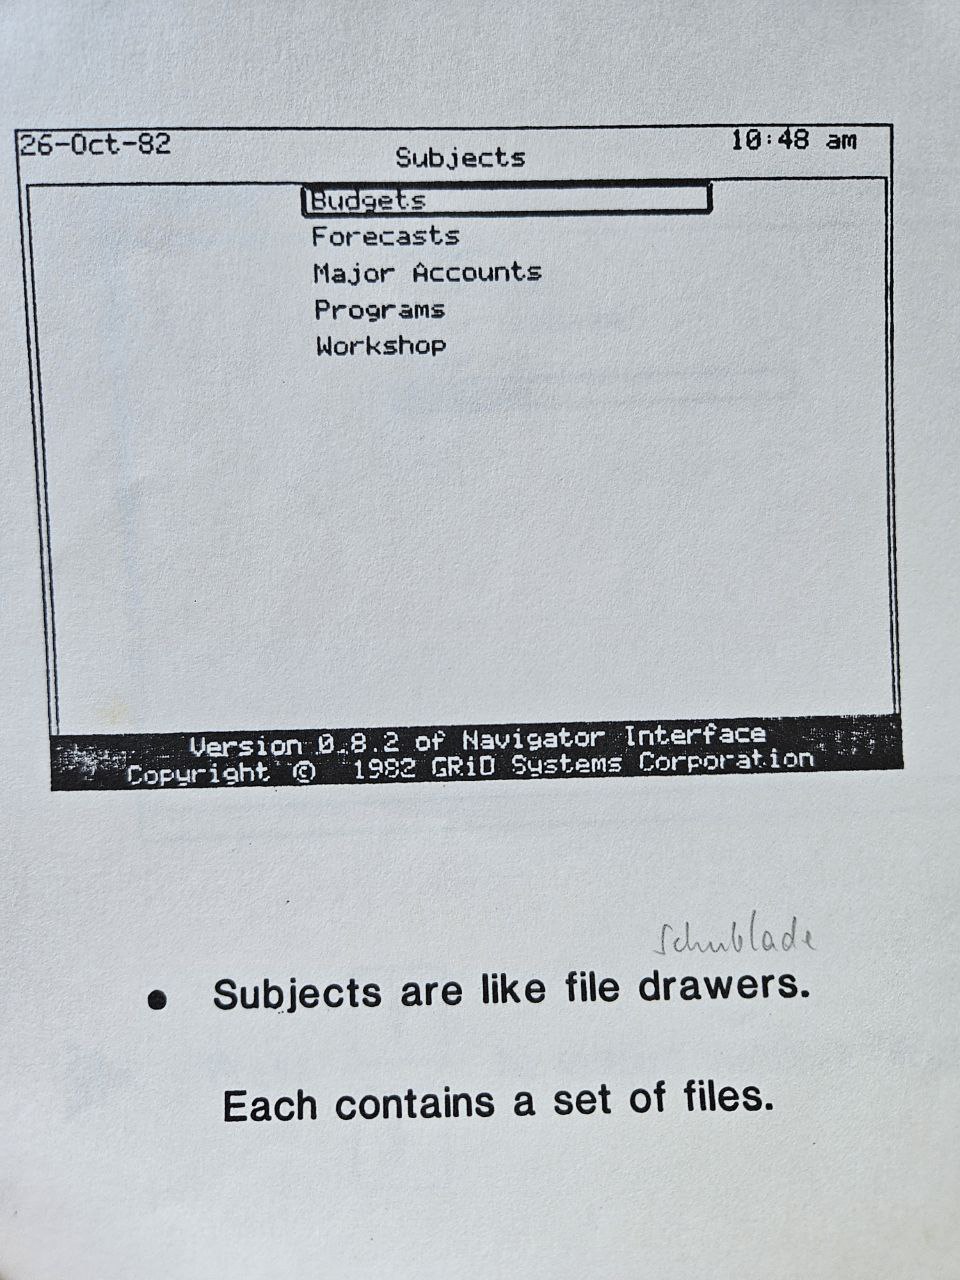 26-Oct-82
Subjects
10:48 am
Budgets
Forecasts
Major Accounts
Programs
Workshop
Version 0.8.2 of Navigator Interface
Copyright © 1982 GRiD Systems Corporation
Schublade
• Subjects are like file drawers.
Each contains a set of files.